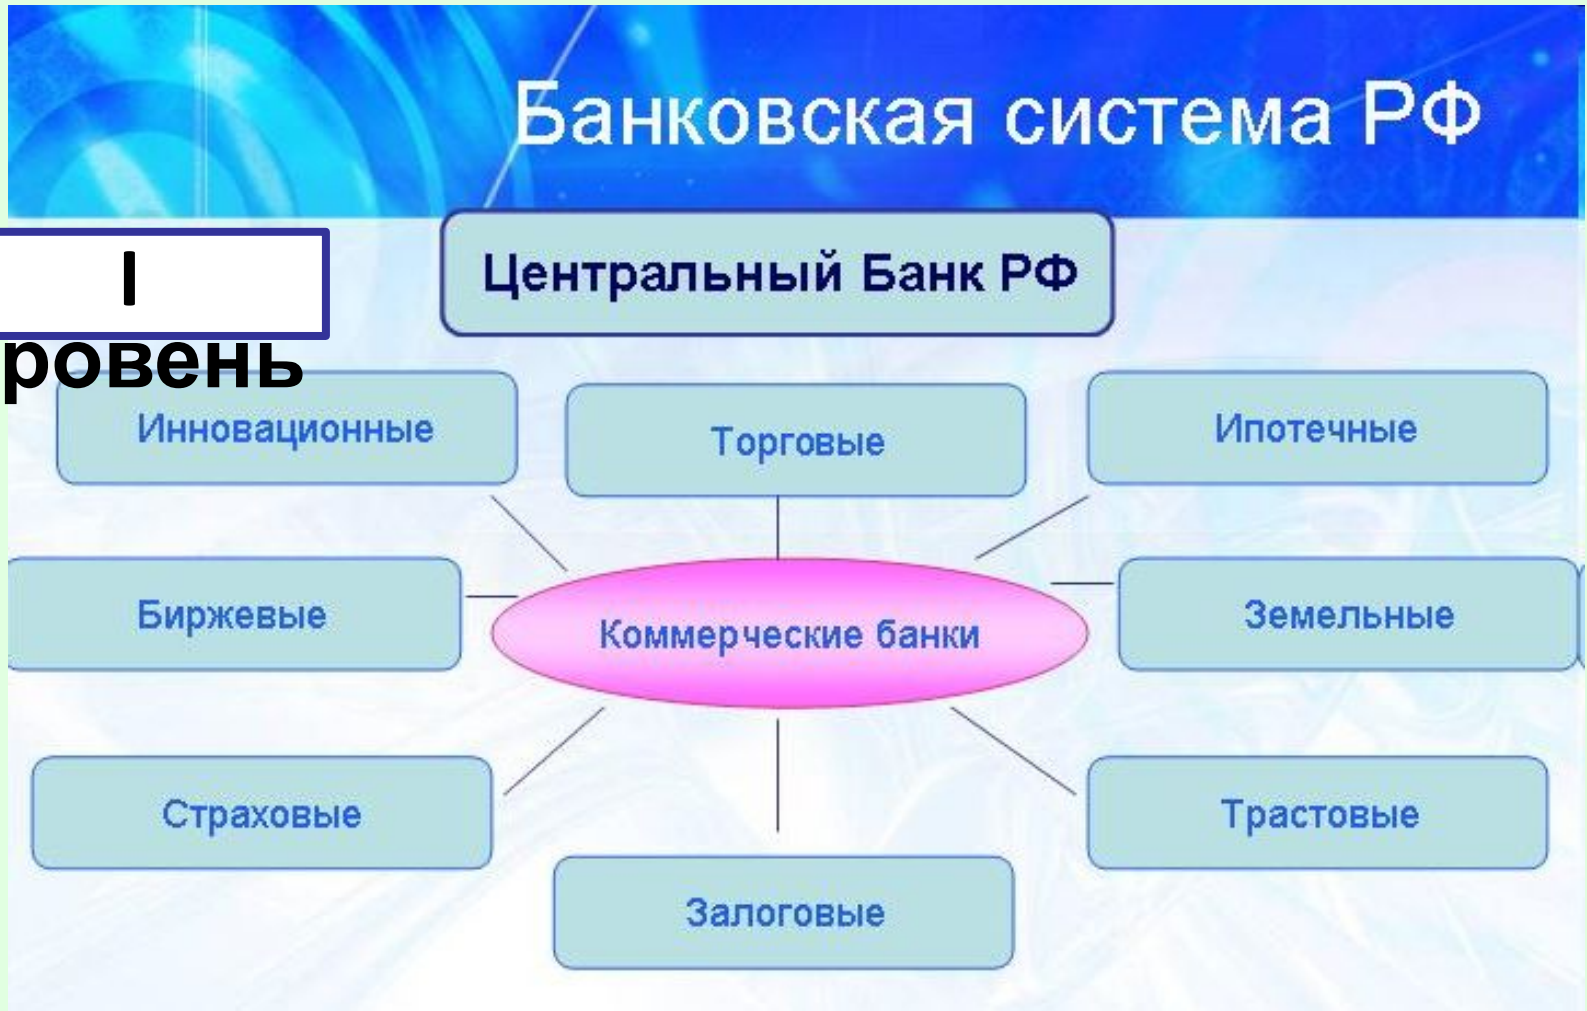 Банковская система РФ
Центральный Банк РФ
I
ровень
Инновационные
Торговые
Ипотечные
Биржевые
Коммерческие банки
Земельные
Страховые
Трастовые
Залоговые